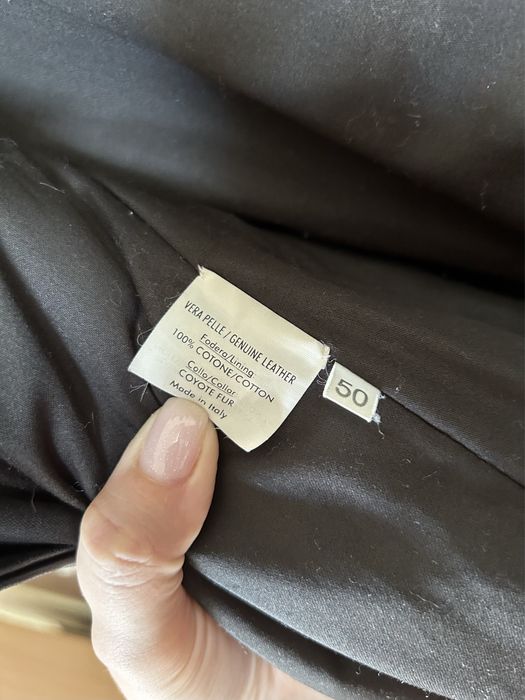 VERA PELLE / GENUINE LEATHER
Fodera/Lining
100% COTONE/COTTON
Collo/Collar
COYOTE FUR
Made in Italy
50